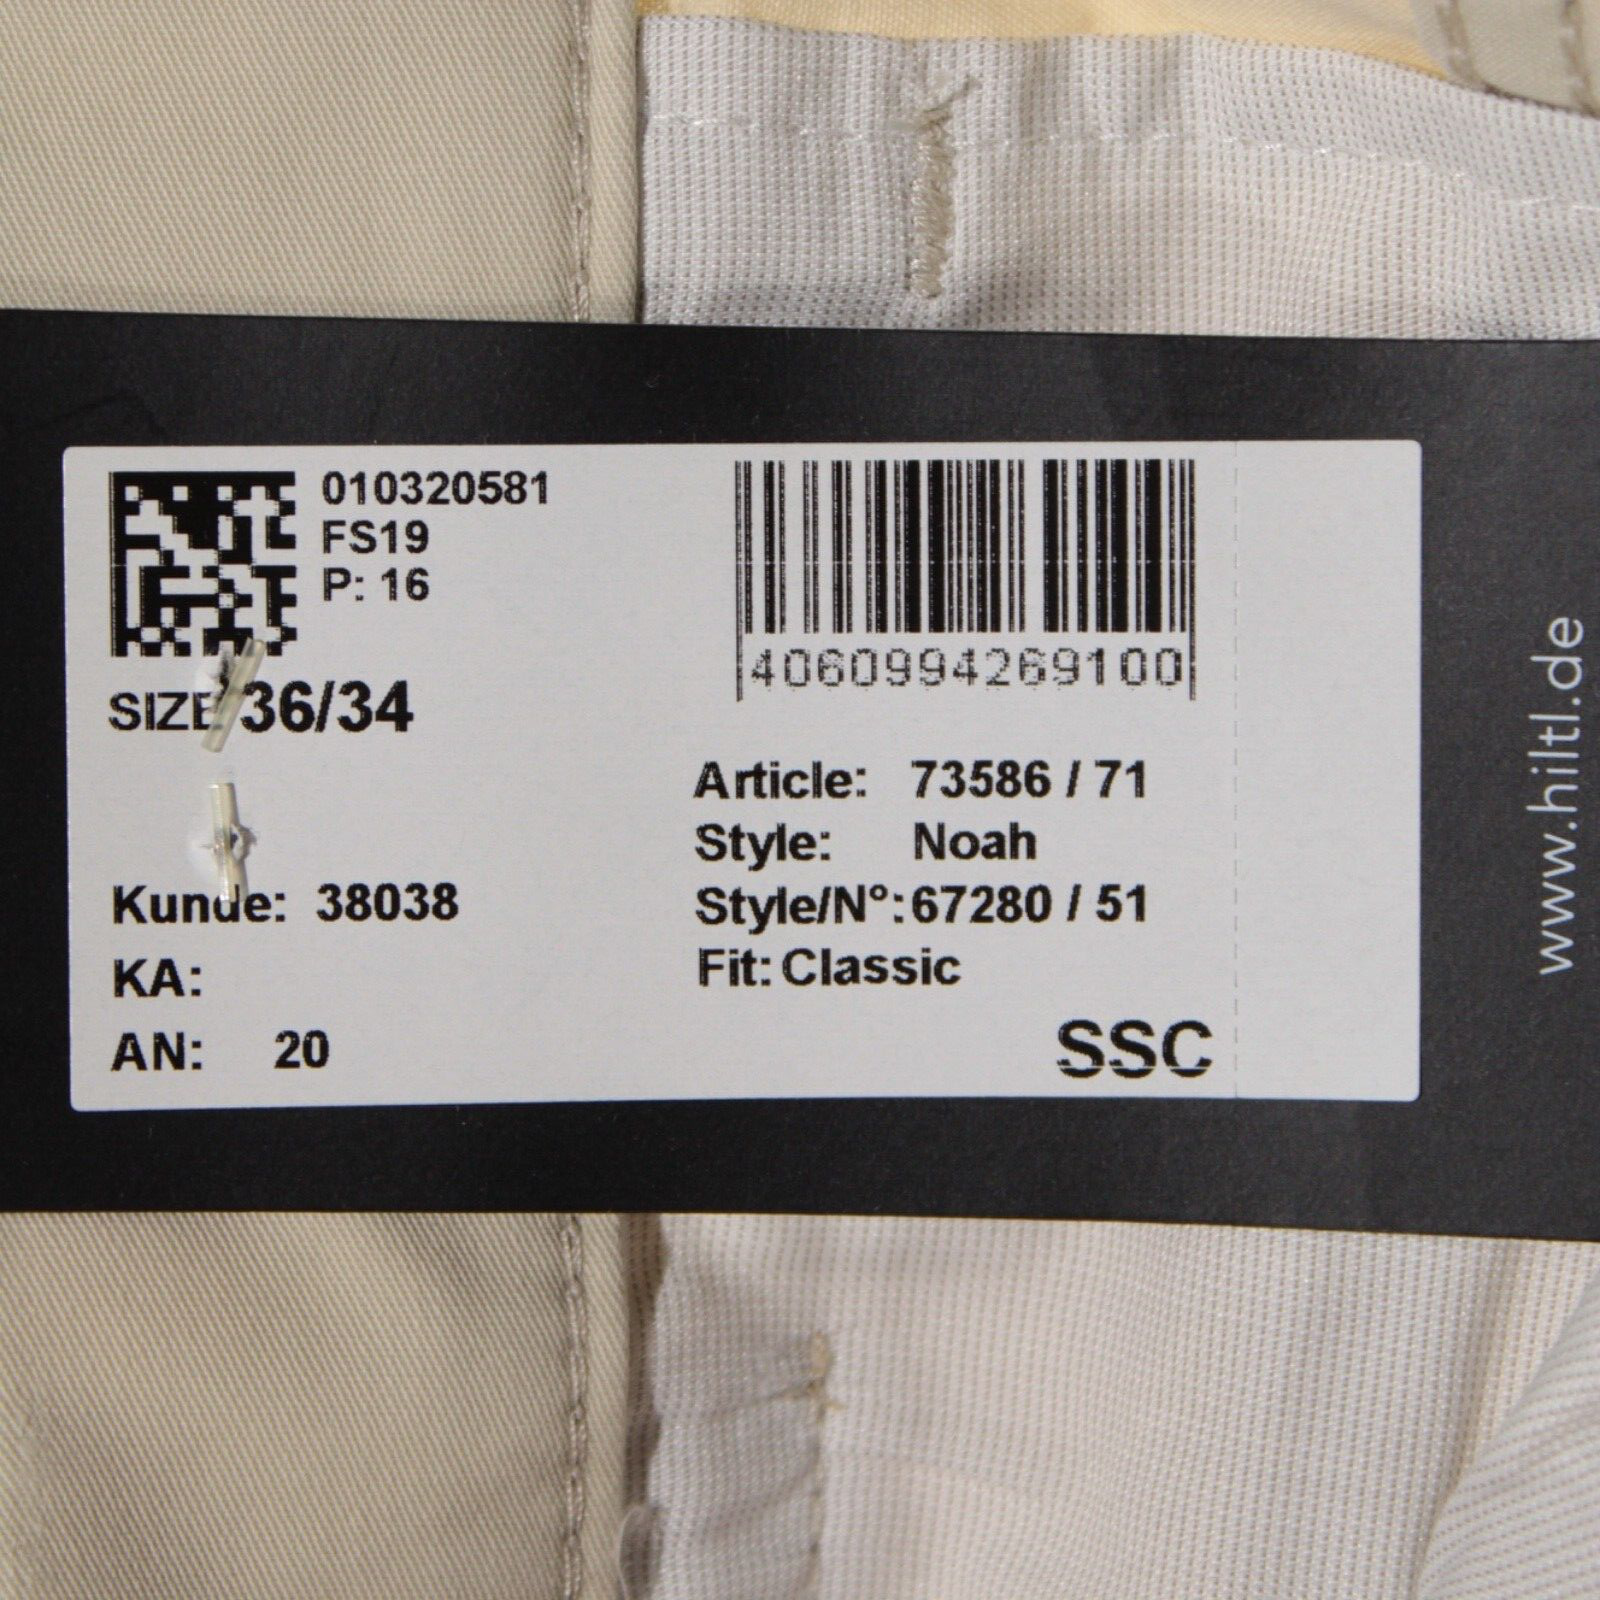 010320581
FS19
P: 16
SIZE 36/34
4060994269100
Article: 73586 / 71
Style: Noah
Style/N°: 67280 / 51
Fit: Classic
Kunde: 38038
KA:
AN: 20
SSC
www.hiltl.de